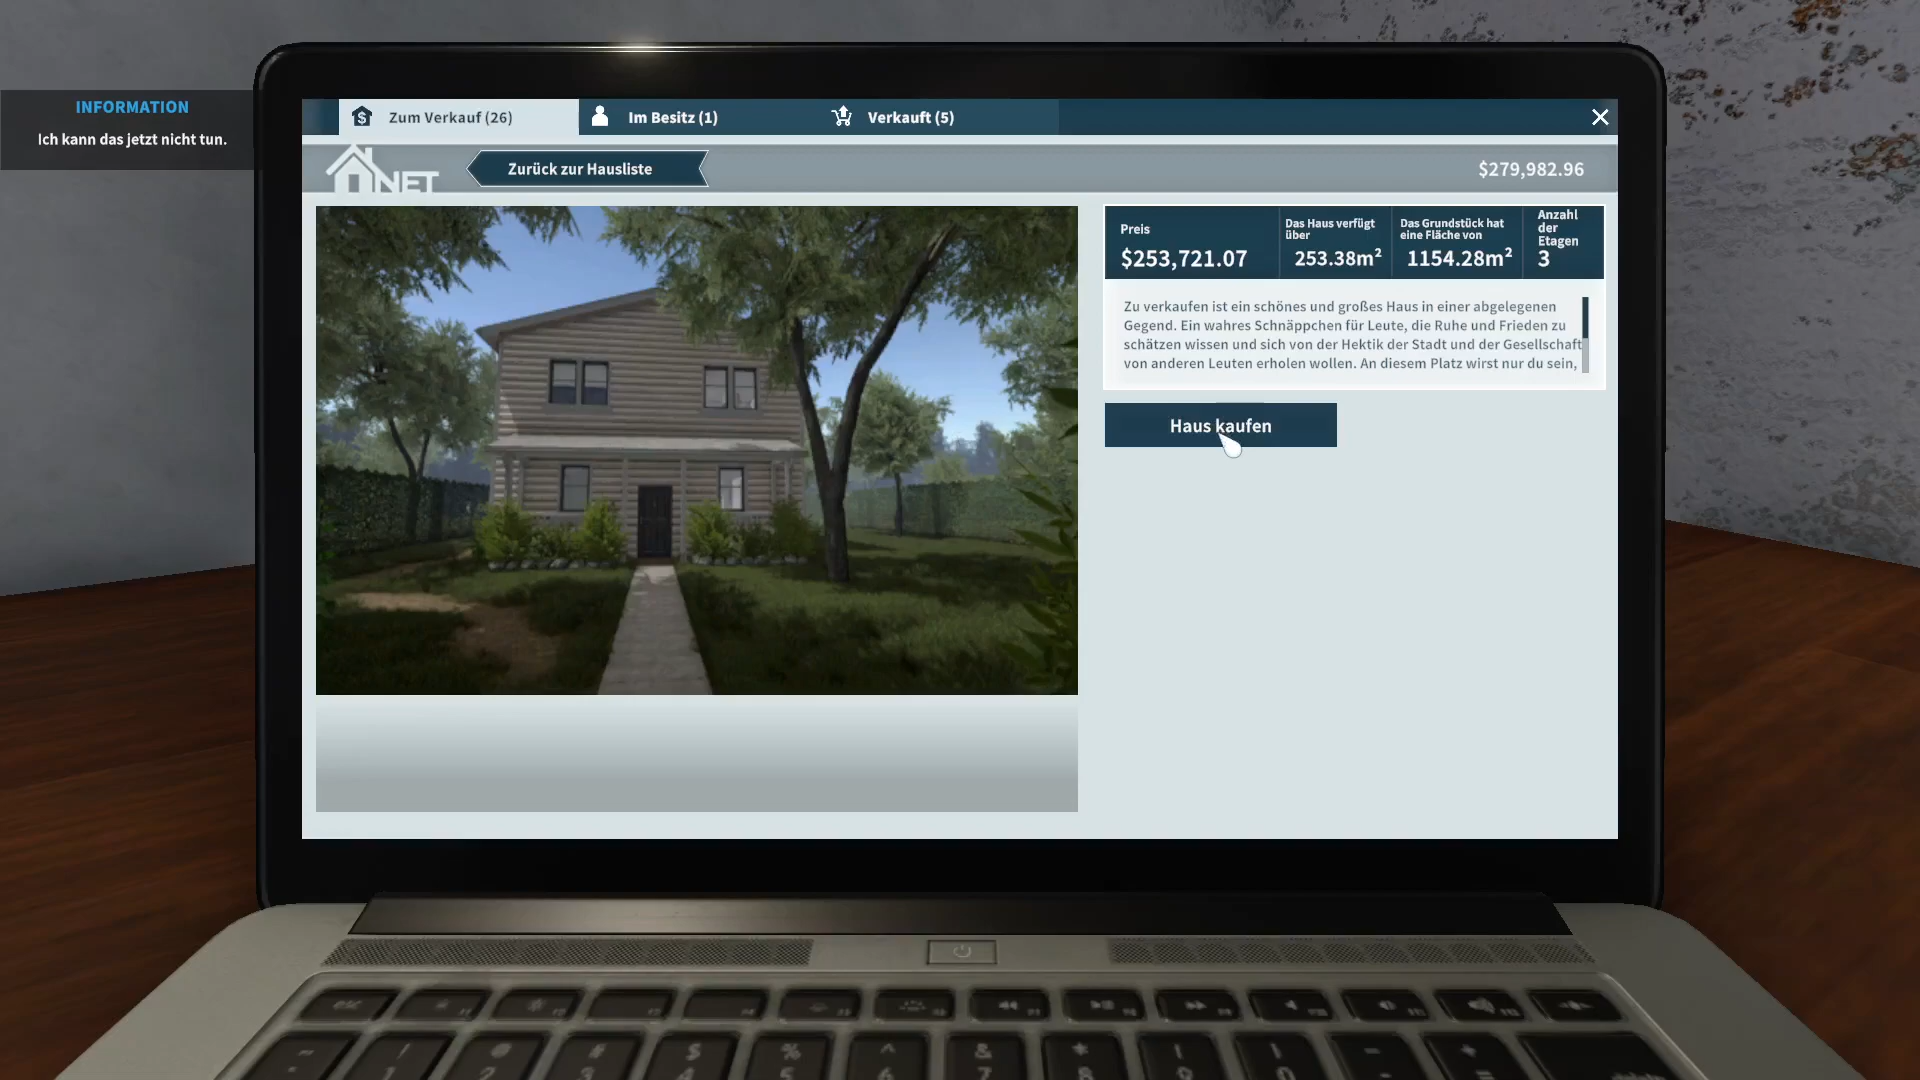 INFORMATION
Ich kann das jetzt nicht tun.
Zum Verkauf (26)
Im Besitz (1)
Verkauft (5)
NET
Zurück zur Hausliste
$279,982.96
Preis
$253,721.07
Das Haus verfügt
über
253.38m²
Das Grundstück hat
eine Fläche von
1154.28m²
Anzahl
der
Etagen
3
Zu verkaufen ist ein schönes und großes Haus in einer abgelegenen
Gegend. Ein wahres Schnäppchen für Leute, die Ruhe und Frieden zu
schätzen wissen und sich von der Hektik der Stadt und der Gesellschaft
von anderen Leuten erholen wollen. An diesem Platz wirst nur du sein,
Haus kaufen
esc